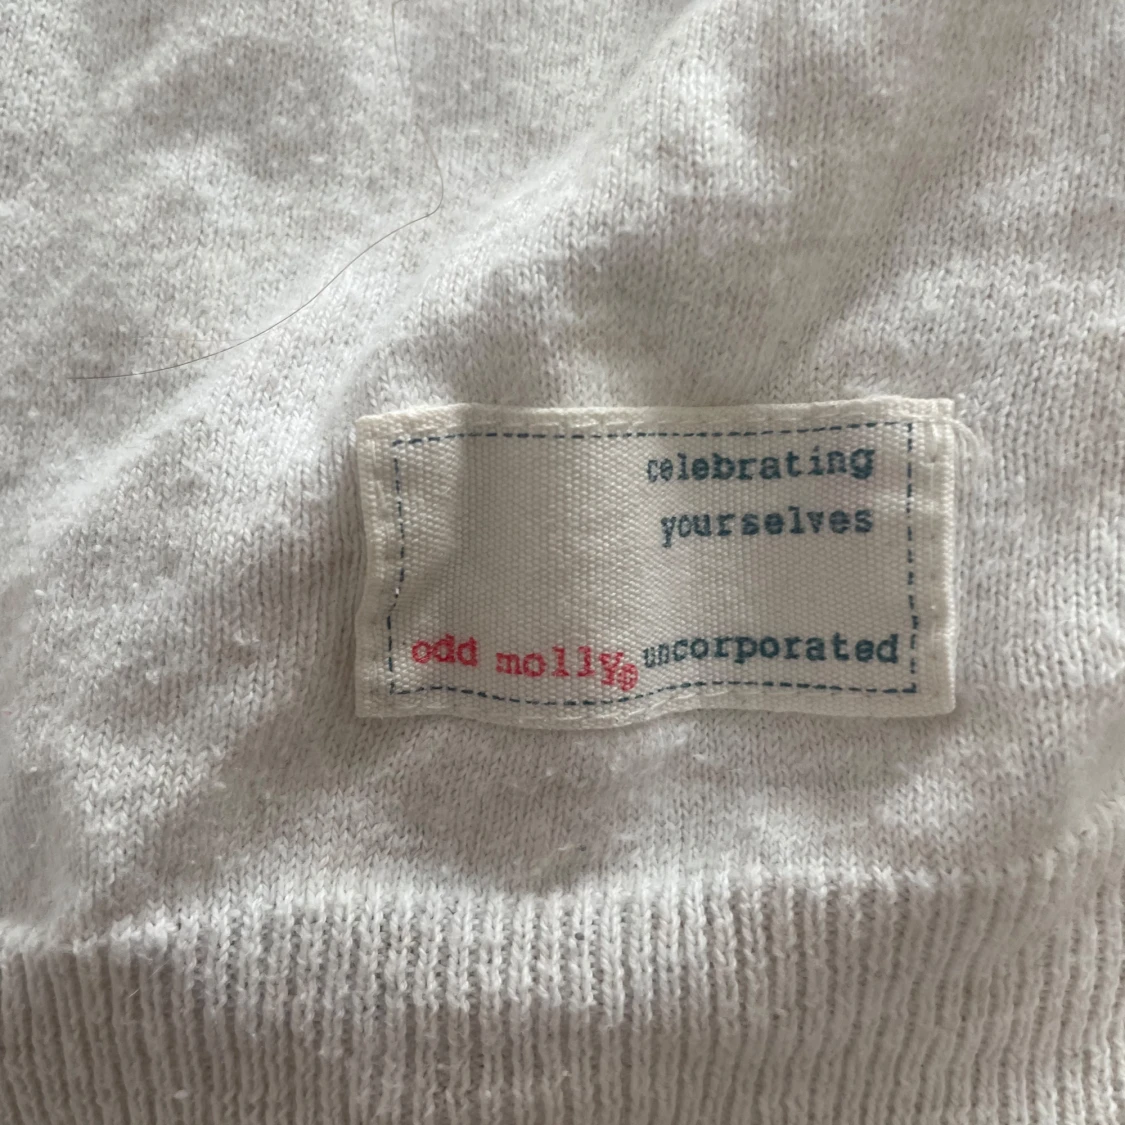 celebrating
yourselves
odd molly® uncorporated